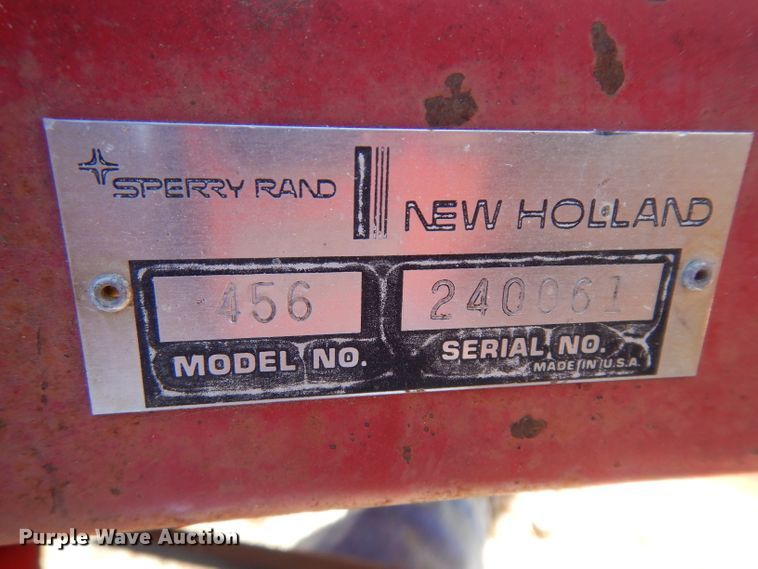 SPERRY RAND
NEW HOLLAND
456
240061
MODEL NO.
SERIAL NO.
MADE IN U.S.A
Purple Wave Auction